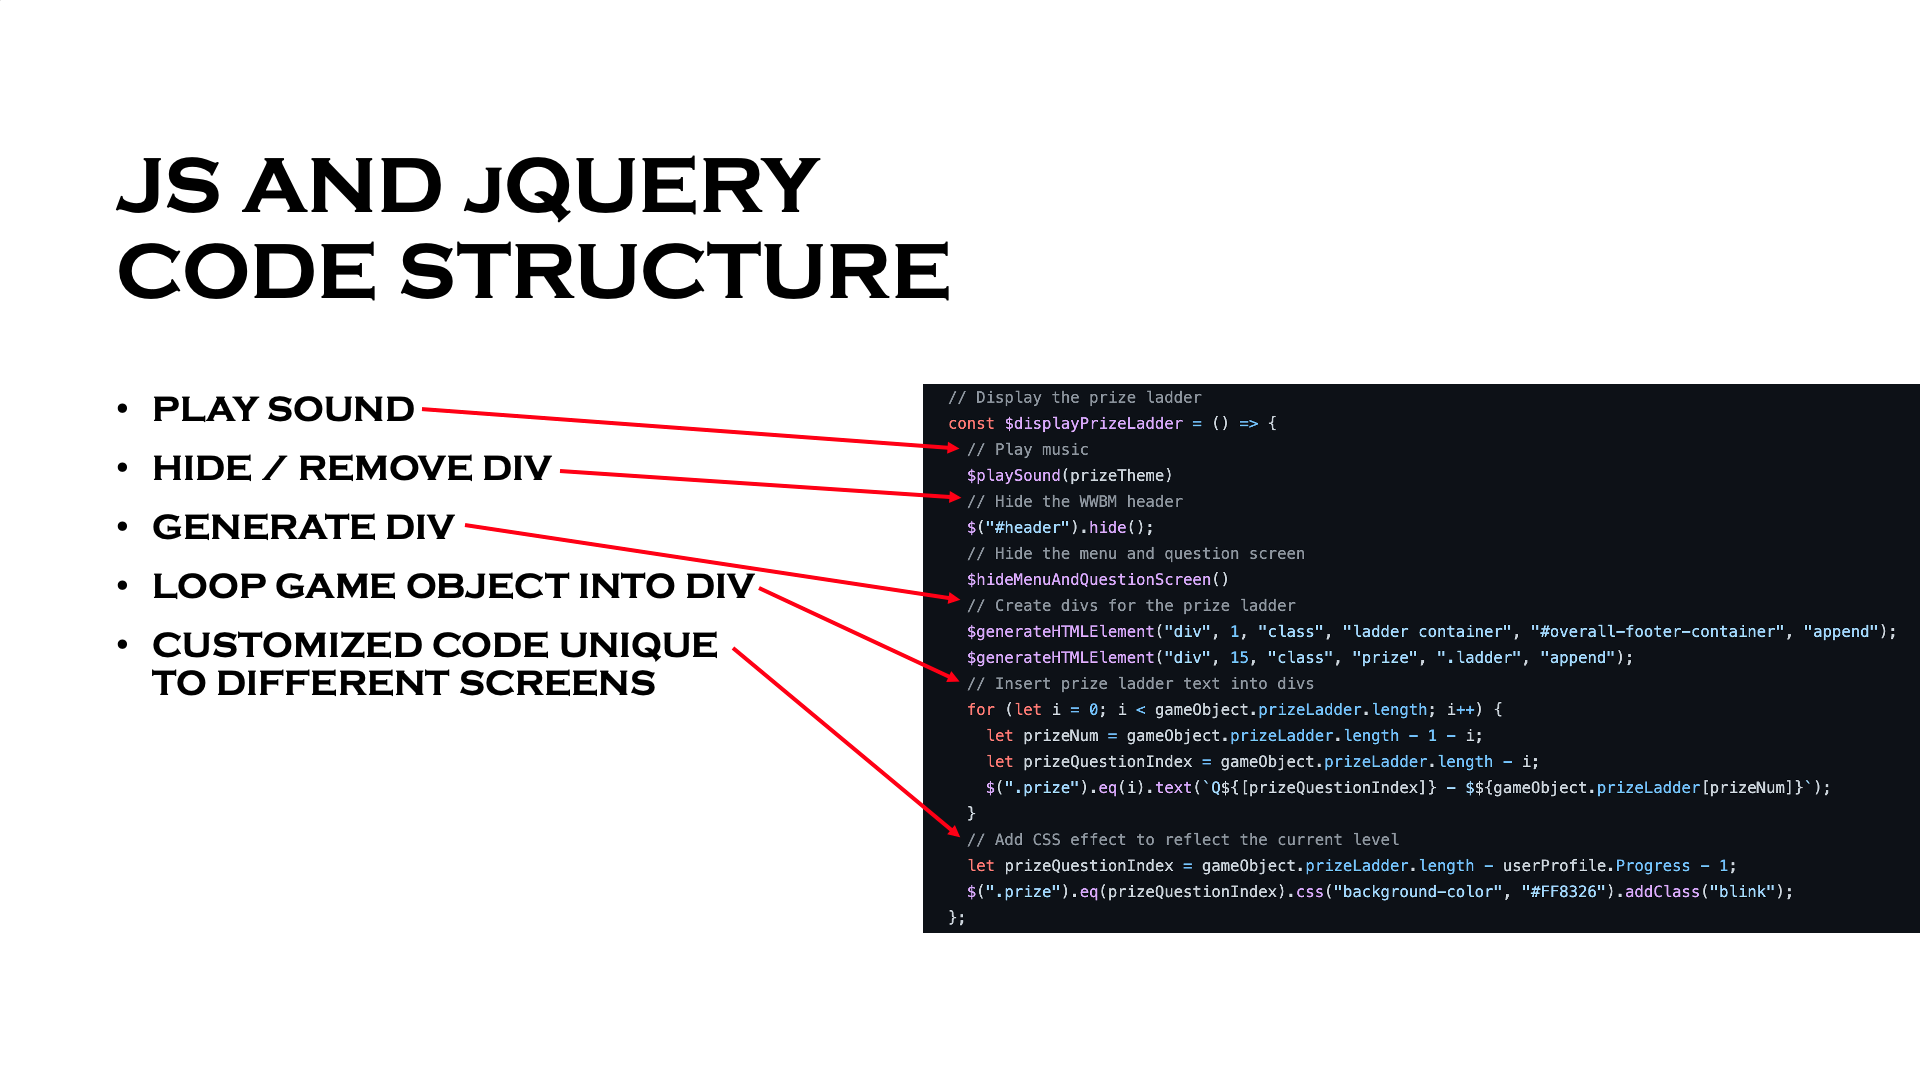 JS AND jQUERY
CODE STRUCTURE
• PLAY SOUND
• HIDE / REMOVE DIV
• GENERATE DIV
• LOOP GAME OBJECT INTO DIV
• CUSTOMIZED CODE UNIQUE
TO DIFFERENT SCREENS
// Display the prize ladder
const $displayPrizeLadder = () => {
  // Play music
  $playSound(prizeTheme)
  // Hide the WWBM header
  $("#header").hide();
  // Hide the menu and question screen
  $hideMenuAndQuestionScreen()
  // Create divs for the prize ladder
  $generateHTMLElement("div", 1, "class", "ladder container", "#overall-footer-container", "append");
  $generateHTMLElement("div", 15, "class", "prize", ".ladder", "append");
  // Insert prize ladder text into divs
  for (let i = 0; i < gameObject.prizeLadder.length; i++) {
    let prizeNum = gameObject.prizeLadder.length - 1 - i;
    let prizeQuestionIndex = gameObject.prizeLadder.length - i;
    $(".prize").eq(i).text(`Q${[prizeQuestionIndex]} - $${gameObject.prizeLadder[prizeNum]}`);
  }
  // Add CSS effect to reflect the current level
  let prizeQuestionIndex = gameObject.prizeLadder.length - userProfile.Progress - 1;
  $(".prize").eq(prizeQuestionIndex).css("background-color", "#FF8326").addClass("blink");
};